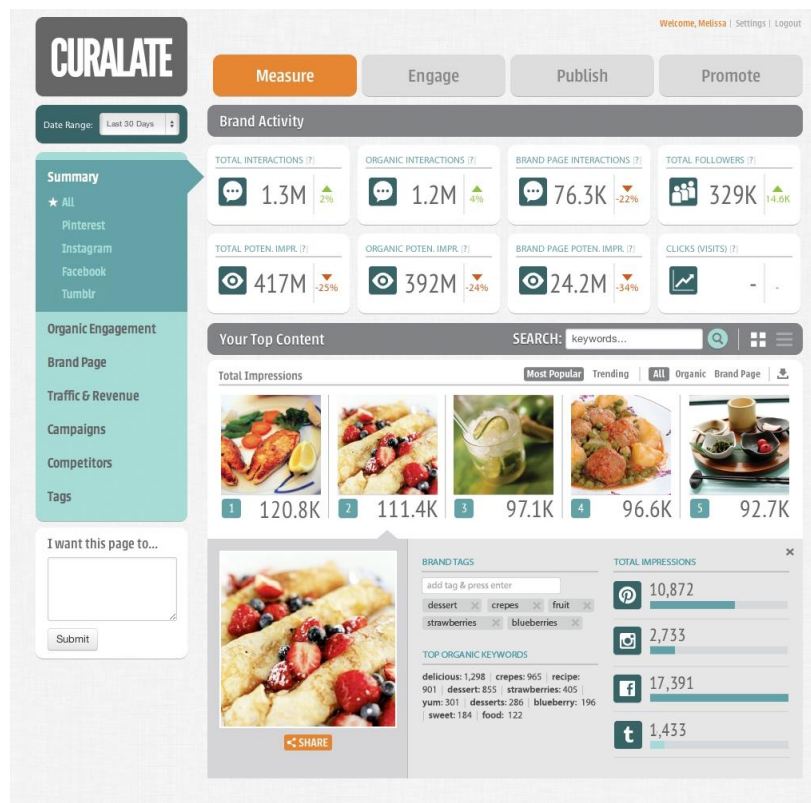 Welcome, Melissa | Settings | Logout
CURALATE
Measure
Engage
Publish
Promote
Date Range: Last 30 Days
Brand Activity
Summary
★ All
Pinterest
Instagram
Facebook
Tumblr
Organic Engagement
Brand Page
Traffic & Revenue
Campaigns
Competitors
Tags
I want this page to...
Submit
TOTAL INTERACTIONS [?]
1.3M 2%
ORGANIC INTERACTIONS [?]
1.2M 4%
BRAND PAGE INTERACTIONS [?]
76.3K -22%
TOTAL FOLLOWERS [?]
329K 14.6K
TOTAL POTEN. IMPR. [?]
417M -25%
ORGANIC POTEN. IMPR. [?]
392M -24%
BRAND PAGE POTEN. IMPR. [?]
24.2M -34%
CLICKS (VISITS) [?]
- -
Your Top Content
SEARCH: keywords...
Total Impressions
Most Popular Trending | All Organic Brand Page |
1 120.8K
2 111.4K
3 97.1K
4 96.6K
5 92.7K
SHARE
BRAND TAGS
add tag & press enter
dessert × crepes × fruit ×
strawberries × blueberries ×
TOP ORGANIC KEYWORDS
delicious: 1,298 | crepes: 965 | recipe:
901 | dessert: 855 | strawberries: 405 |
yum: 301 | desserts: 286 | blueberry: 196
| sweet: 184 | food: 122
TOTAL IMPRESSIONS
×
10,872
2,733
17,391
1,433